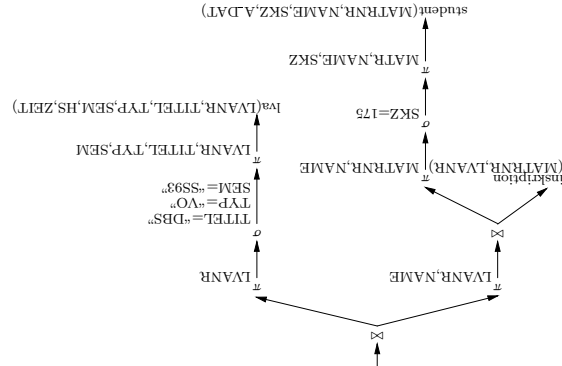 ⋈
π
LVANR,NAME
π
LVANR
⋈
inskription
(MATRNR,LVANR)
π
MATRNR,NAME
σ
SKZ=175
π
MATR,NAME,SKZ
student(MATRNR,NAME,SKZ,A_DAT)
σ
TITEL="DBS"
TYP="VO"
SEM="SS93"
π
LVANR,TITEL,TYP,SEM
lva(LVANR,TITEL,TYP,SEM,HS,ZEIT)